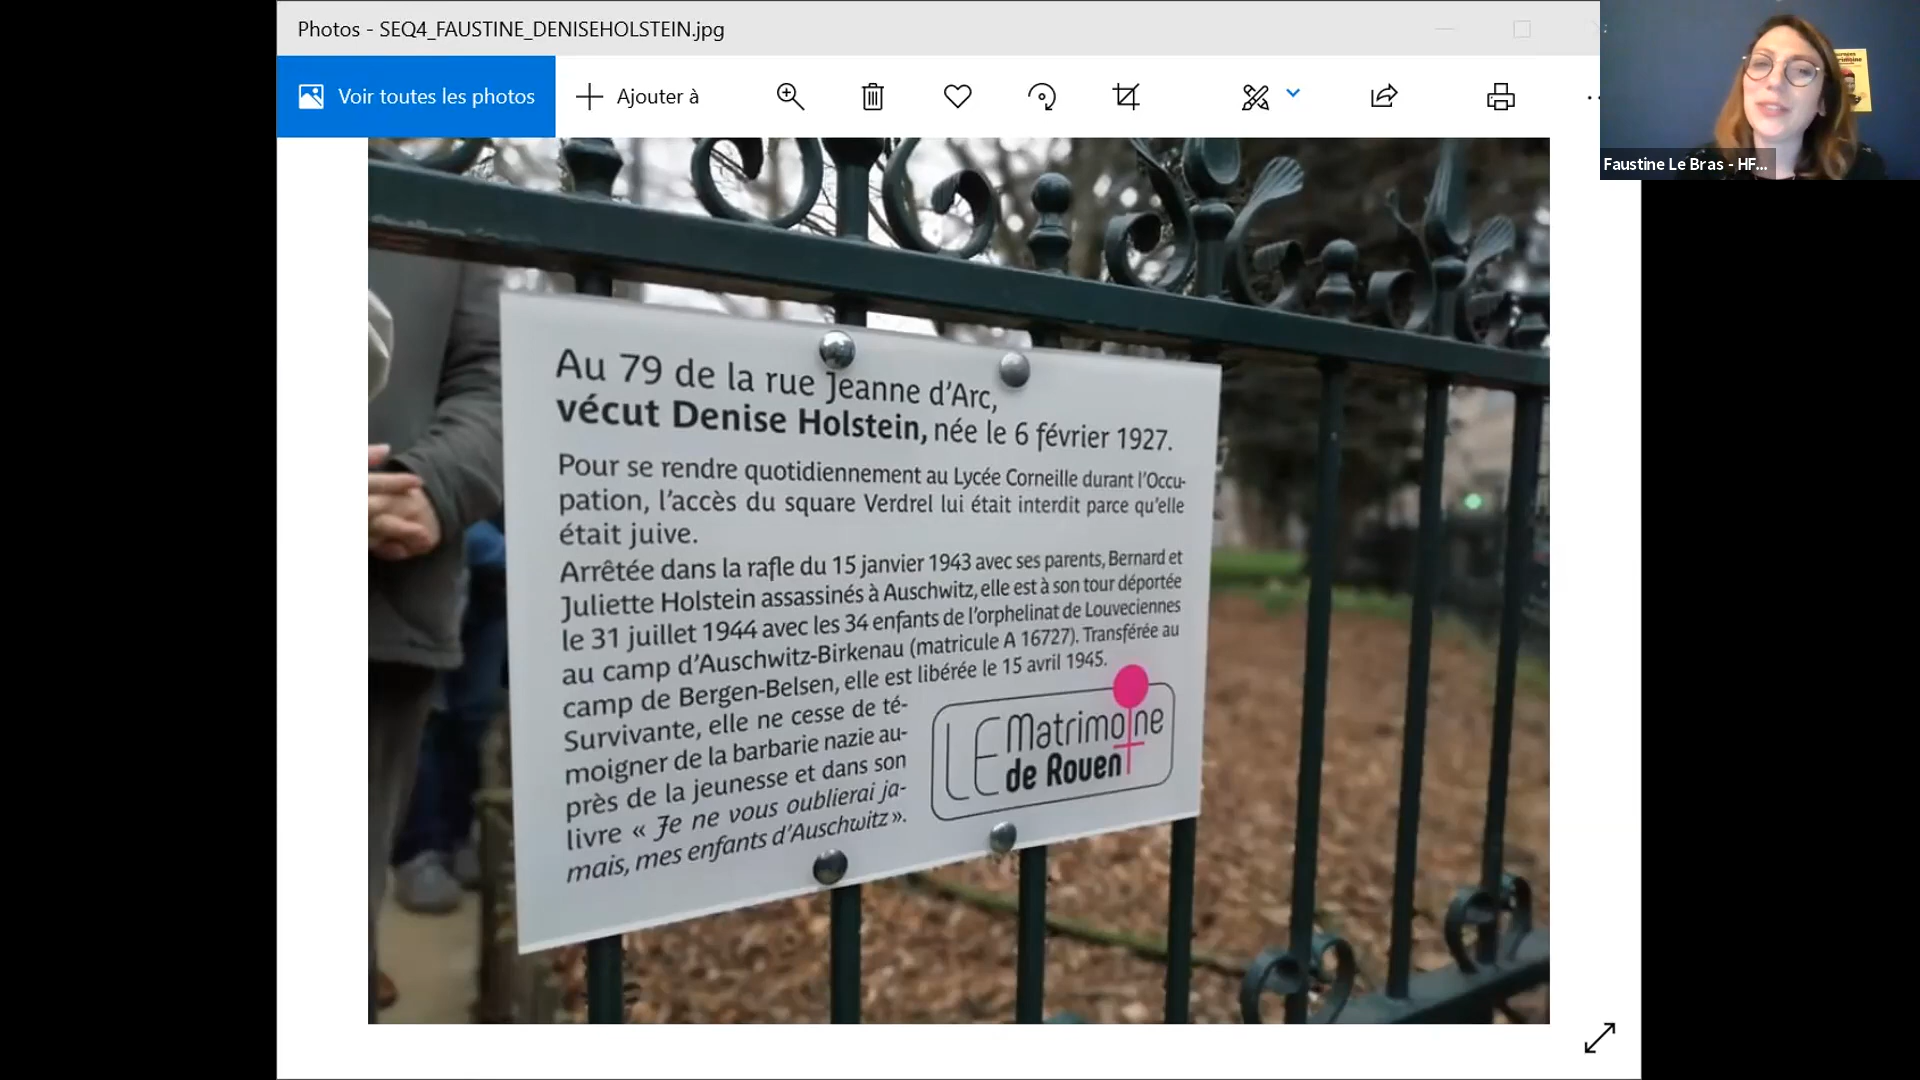 Photos - SEQ4_FAUSTINE_DENISEHOLSTEIN.jpg
Voir toutes les photos
Ajouter à
Faustine Le Bras - HF...
Au 79 de la rue Jeanne d'Arc,
vécut Denise Holstein, née le 6 février 1927.
Pour se rendre quotidiennement au Lycée Corneille durant l'Occu-
pation, l'accès du square Verdrel lui était interdit parce qu'elle
était juive.
Arrêtée dans la rafle du 15 janvier 1943 avec ses parents, Bernard et
Juliette Holstein assassinés à Auschwitz, elle est à son tour déportée
le 31 juillet 1944 avec les 34 enfants de l'orphelinat de Louveciennes
au camp d'Auschwitz-Birkenau (matricule A 16727). Transférée au
camp de Bergen-Belsen, elle est libérée le 15 avril 1945.
Survivante, elle ne cesse de té-
moigner de la barbarie nazie au-
près de la jeunesse et dans son
livre « Je ne vous oublierai ja-
mais, mes enfants d'Auschwitz ».
LE Matrimoine
de Rouen